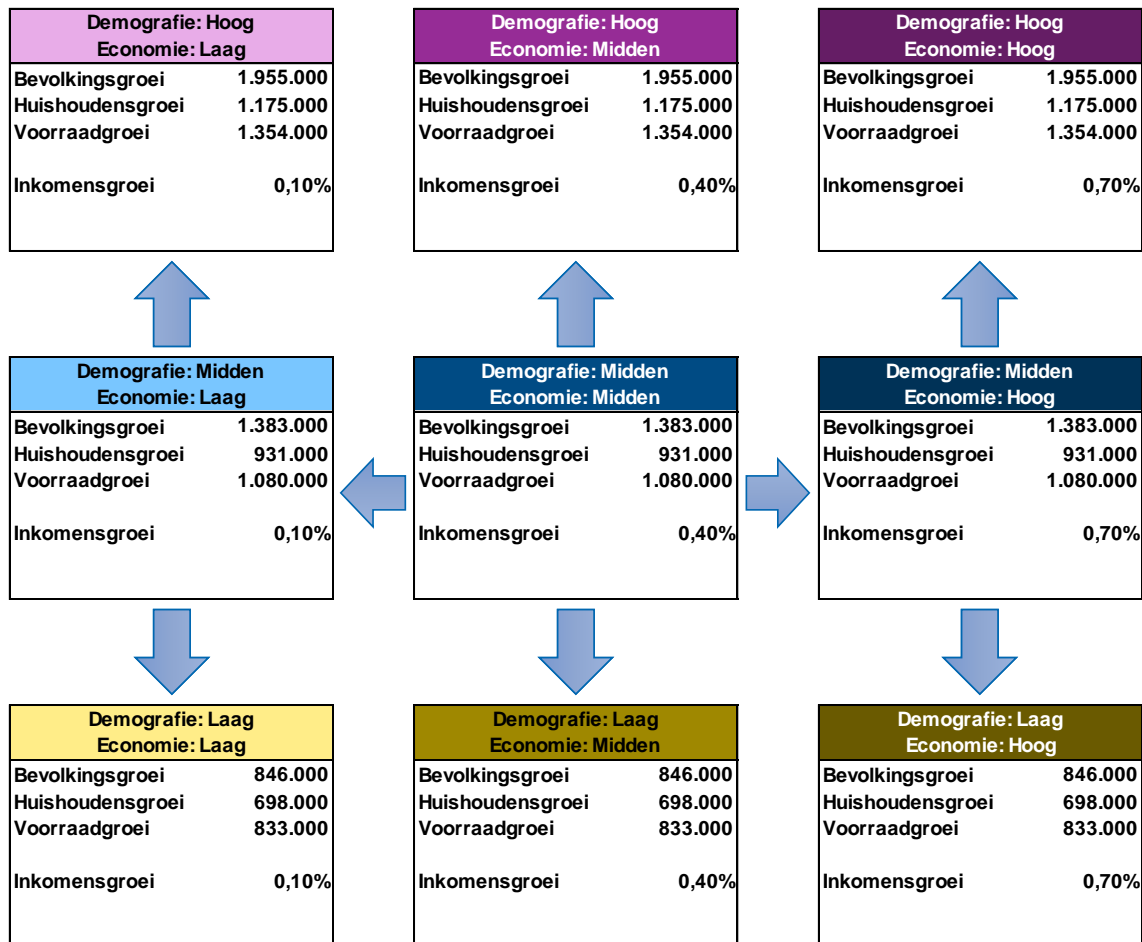 Demografie: Hoog
Economie: Laag
Bevolkingsgroei 1.955.000
Huishoudensgroei 1.175.000
Voorraadgroei 1.354.000
Inkomensgroei 0,10%
Demografie: Hoog
Economie: Midden
Bevolkingsgroei 1.955.000
Huishoudensgroei 1.175.000
Voorraadgroei 1.354.000
Inkomensgroei 0,40%
Demografie: Hoog
Economie: Hoog
Bevolkingsgroei 1.955.000
Huishoudensgroei 1.175.000
Voorraadgroei 1.354.000
Inkomensgroei 0,70%
Demografie: Midden
Economie: Laag
Bevolkingsgroei 1.383.000
Huishoudensgroei 931.000
Voorraadgroei 1.080.000
Inkomensgroei 0,10%
Demografie: Midden
Economie: Midden
Bevolkingsgroei 1.383.000
Huishoudensgroei 931.000
Voorraadgroei 1.080.000
Inkomensgroei 0,40%
Demografie: Midden
Economie: Hoog
Bevolkingsgroei 1.383.000
Huishoudensgroei 931.000
Voorraadgroei 1.080.000
Inkomensgroei 0,70%
Demografie: Laag
Economie: Laag
Bevolkingsgroei 846.000
Huishoudensgroei 698.000
Voorraadgroei 833.000
Inkomensgroei 0,10%
Demografie: Laag
Economie: Midden
Bevolkingsgroei 846.000
Huishoudensgroei 698.000
Voorraadgroei 833.000
Inkomensgroei 0,40%
Demografie: Laag
Economie: Hoog
Bevolkingsgroei 846.000
Huishoudensgroei 698.000
Voorraadgroei 833.000
Inkomensgroei 0,70%